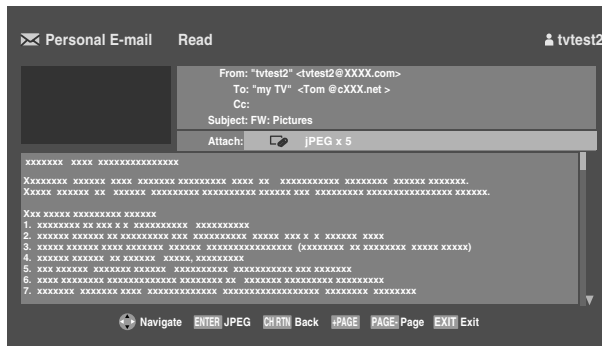 Personal E-mail Read tvtest2
From: "tvtest2" <tvtest2@XXXX.com>
To: "my TV" <Tom @cXXX.net >
Cc:
Subject: FW: Pictures
Attach: jPEG x 5
xxxxxxx xxxx xxxxxxxxxxxxxxx
Xxxxxxx xxxxxx xxxx xxxxxxx xxxxxxxxx xxxx xx xxxxxxxxxxx xxxxxxxx xxxxxx xxxxxxx.
Xxxxx xxxxxx xx xxxxxx xxxxxxxxx xxxxxxxxxx xxxxxx xxx xxxxxxxxx xxxxxxxxxxxxxxxx xxxxxx.
Xxx xxxxx xxxxxxxxx xxxxxx
1. xxxxxxxx xx xxx x x xxxxxxxxxx xxxxxxxxxx
2. xxxxxx xxxxxx xx xxxxxxxxx xxx xxxxxxxxxx xxxxx xxx x x xxxxxx xxxx
3. xxxxx xxxxxx xxxx xxxxxxx xxxxxx xxxxxxxxxxxxxxxx (xxxxxxxx xx xxxxxxxx xxxxx xxxxx)
4. xxxxxx xxxxxx xx xxxxxx xxxxx, xxxxxxxxx
5. xxx xxxxxx xxxxxxx xxxxxx xxxxxxxxxx xxxxxxxxxxx xxx xxxxxxx
6. xxxx xxxxxxxx xxxxxxxxxxxxxx xxxxxxxx xx xxxxxxx xxxxxxxxx xxxxxxxxx
7. xxxxxxx xxxxxxx xxxx xxxxxxxxxxxxx xxxxxxxxxxxxxxxx xxxxxxxx xxxxxxxx
Navigate ENTER JPEG CH RTN Back +PAGE PAGE- Page EXIT Exit